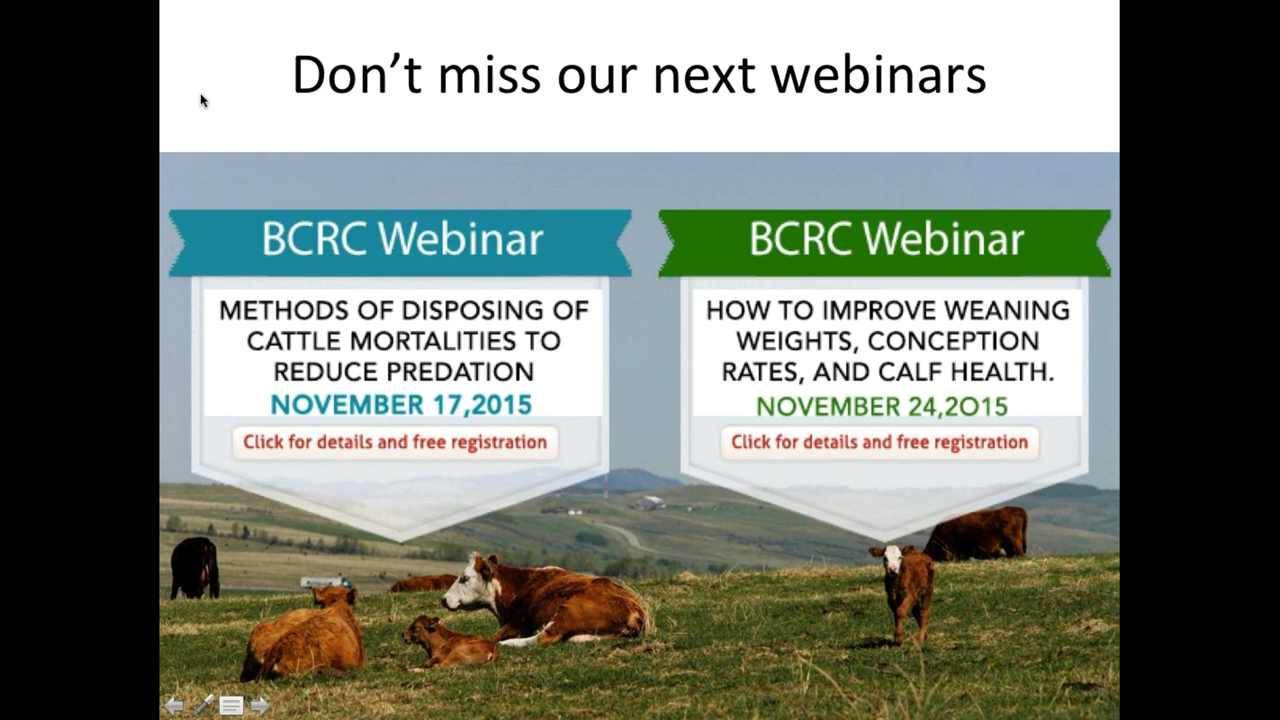 Don't miss our next webinars
BCRC Webinar
METHODS OF DISPOSING OF
CATTLE MORTALITIES TO
REDUCE PREDATION
NOVEMBER 17,2015
Click for details and free registration
BCRC Webinar
HOW TO IMPROVE WEANING
WEIGHTS, CONCEPTION
RATES, AND CALF HEALTH.
NOVEMBER 24,2O15
Click for details and free registration